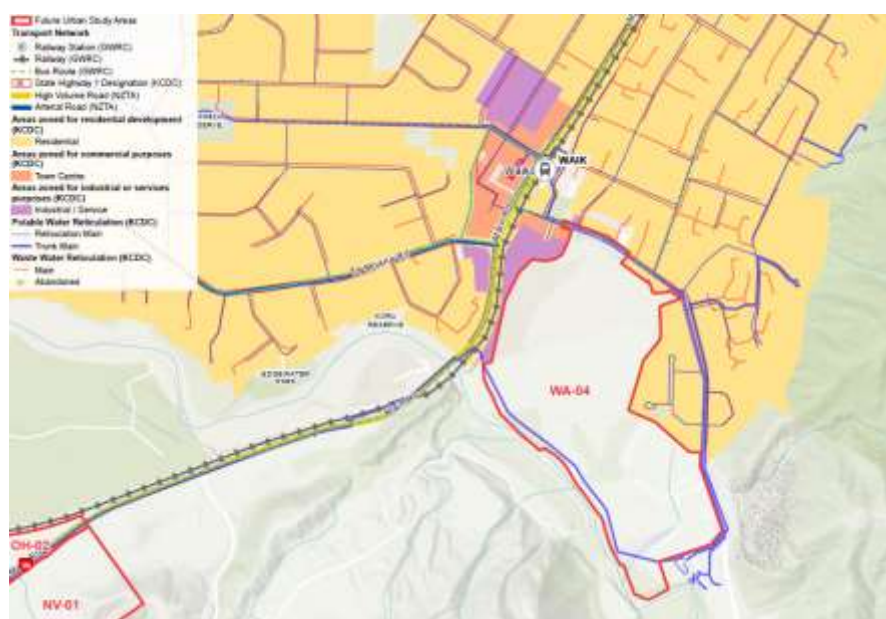 Future Urban Study Areas
Transport Network
Railway Station (GWRC)
Railway (GWRC)
Bus Route (GWRC)
State Highway 1 Designation (KCDC)
High Volume Road (NZTA)
Arterial Road (NZTA)
Areas zoned for residential development
(KCDC)
Residential
Areas zoned for commercial purposes
(KCDC)
Town Centre
Areas zoned for industrial or services
purposes (KCDC)
Industrial / Service
Potable Water Reticulation (KCDC)
Reticulation Main
Trunk Main
Waste Water Reticulation (KCDC)
Main
Abandoned
WAIK
EDGEWATER
PARK
WA-04
OH-02
NV-01